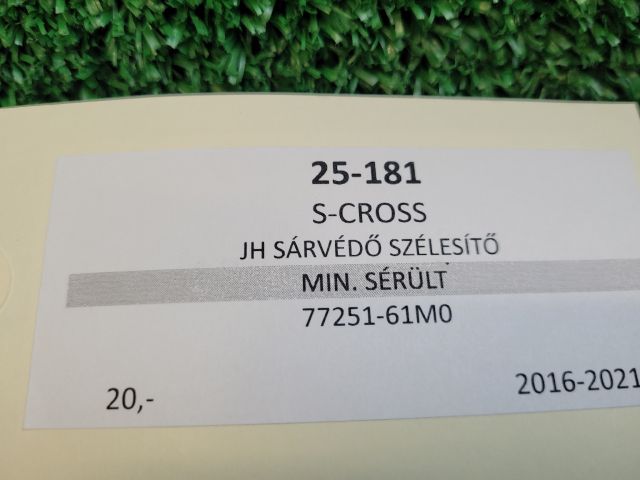 25-181
S-CROSS
JH SÁRVÉDŐ SZÉLESÍTŐ
MIN. SÉRÜLT
77251-61M0
20,- 2016-2021